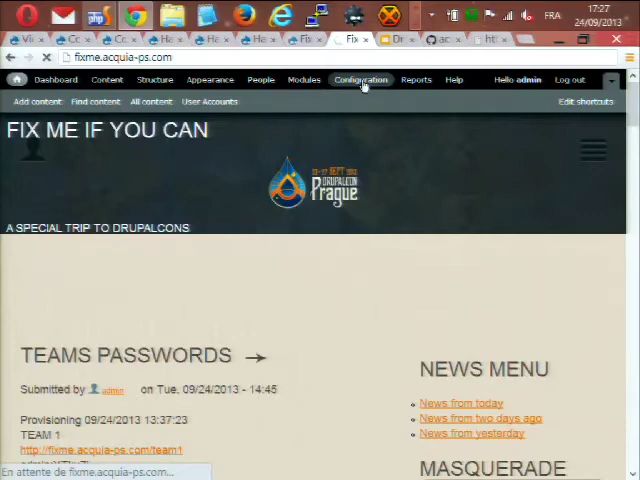 17:27
FRA
24/09/2013
fixme.acquia-ps.com
Dashboard Content Structure Appearance People Modules Configuration Reports Help Hello admin Log out
Add content Find content All content User Accounts Edit shortcuts
FIX ME IF YOU CAN
DRUPALCON
Prague
A SPECIAL TRIP TO DRUPALCONS
TEAMS PASSWORDS
Submitted by admin on Tue, 09/24/2013 - 14:45
Provisioning 09/24/2013 13:37:23
TEAM 1
http://fixme.acquia-ps.com/team1
NEWS MENU
News from today
News from two days ago
News from yesterday
MASQUERADE
En attente de fixme.acquia-ps.com...